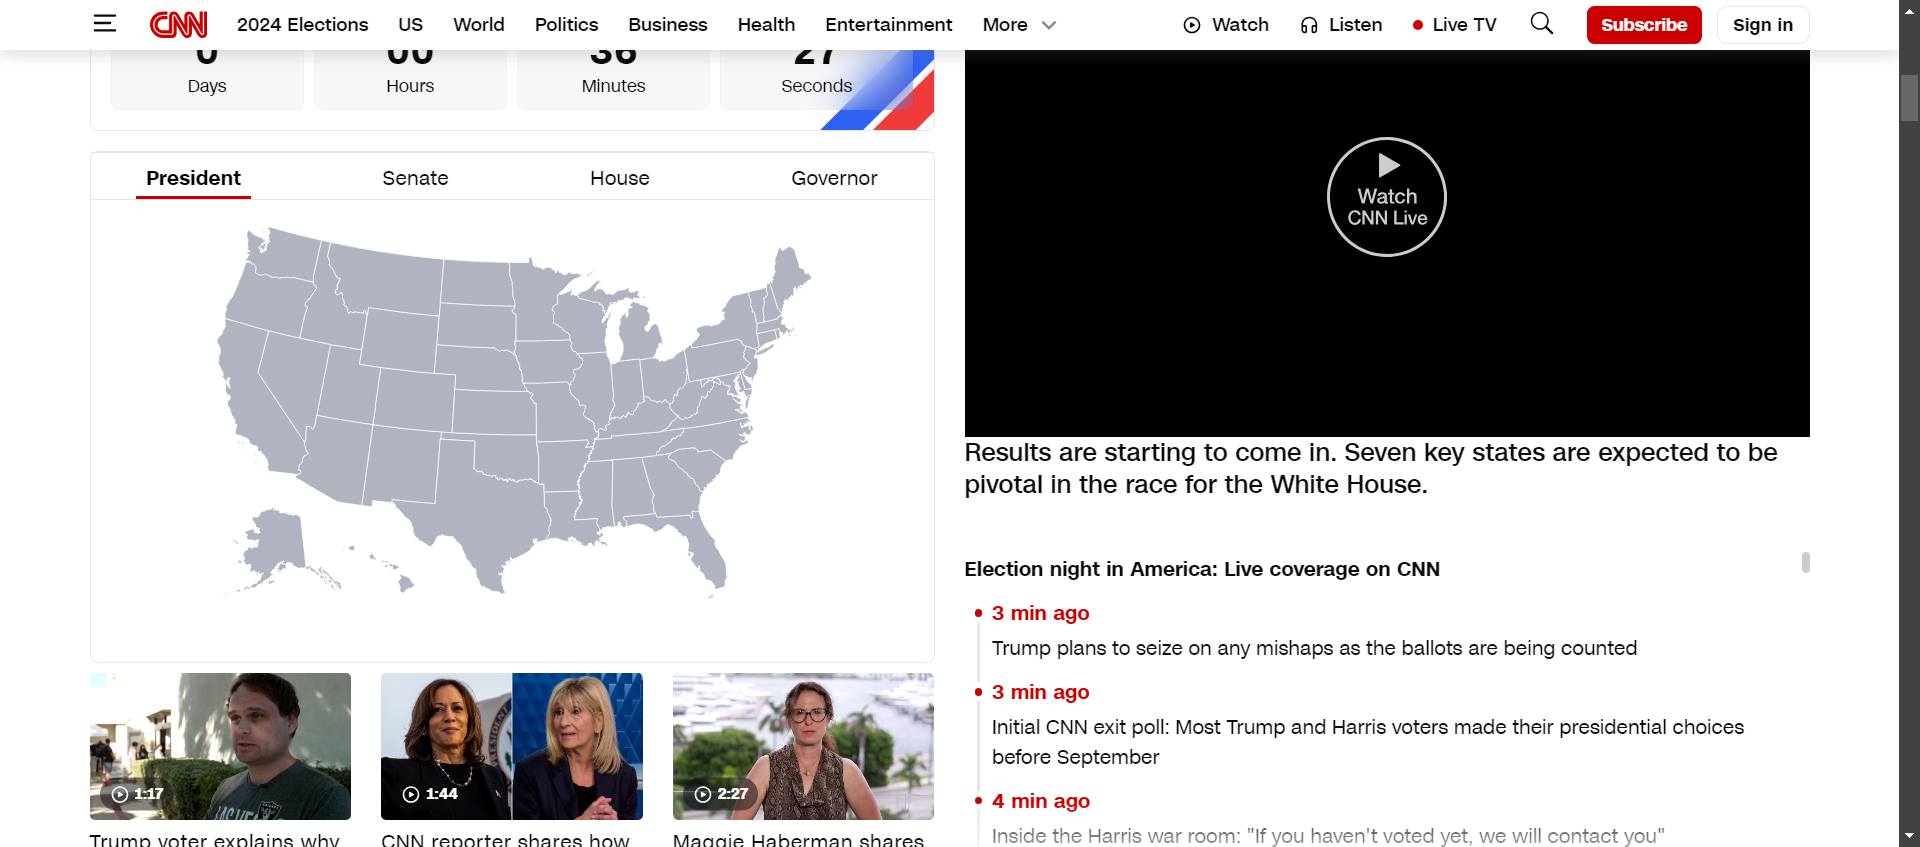 CNN 2024 Elections US World Politics Business Health Entertainment More Watch Listen Live TV Subscribe Sign in
0 00 36 27
Days Hours Minutes Seconds
President Senate House Governor
Watch
CNN Live
Results are starting to come in. Seven key states are expected to be
pivotal in the race for the White House.
Election night in America: Live coverage on CNN
3 min ago
Trump plans to seize on any mishaps as the ballots are being counted
3 min ago
Initial CNN exit poll: Most Trump and Harris voters made their presidential choices
before September
4 min ago
Inside the Harris war room: "If you haven't voted yet, we will contact you"
1:17
Trump voter explains why
1:44
CNN reporter shares how
2:27
Maggie Haberman shares